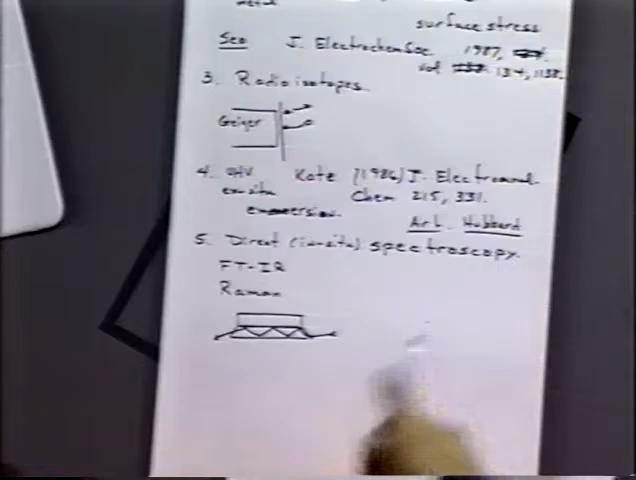 surface stress
See J. Electrochem Soc. 1987,
vol 134, 1138.
3. Radioisotopes.
Geiger
4. UHV Kotz (1986) J. Electroanal.
ex-situ Chem 215, 331.
emersion. Art. Hubbard
5. Direct (in-situ) spectroscopy.
FT-IR
Raman